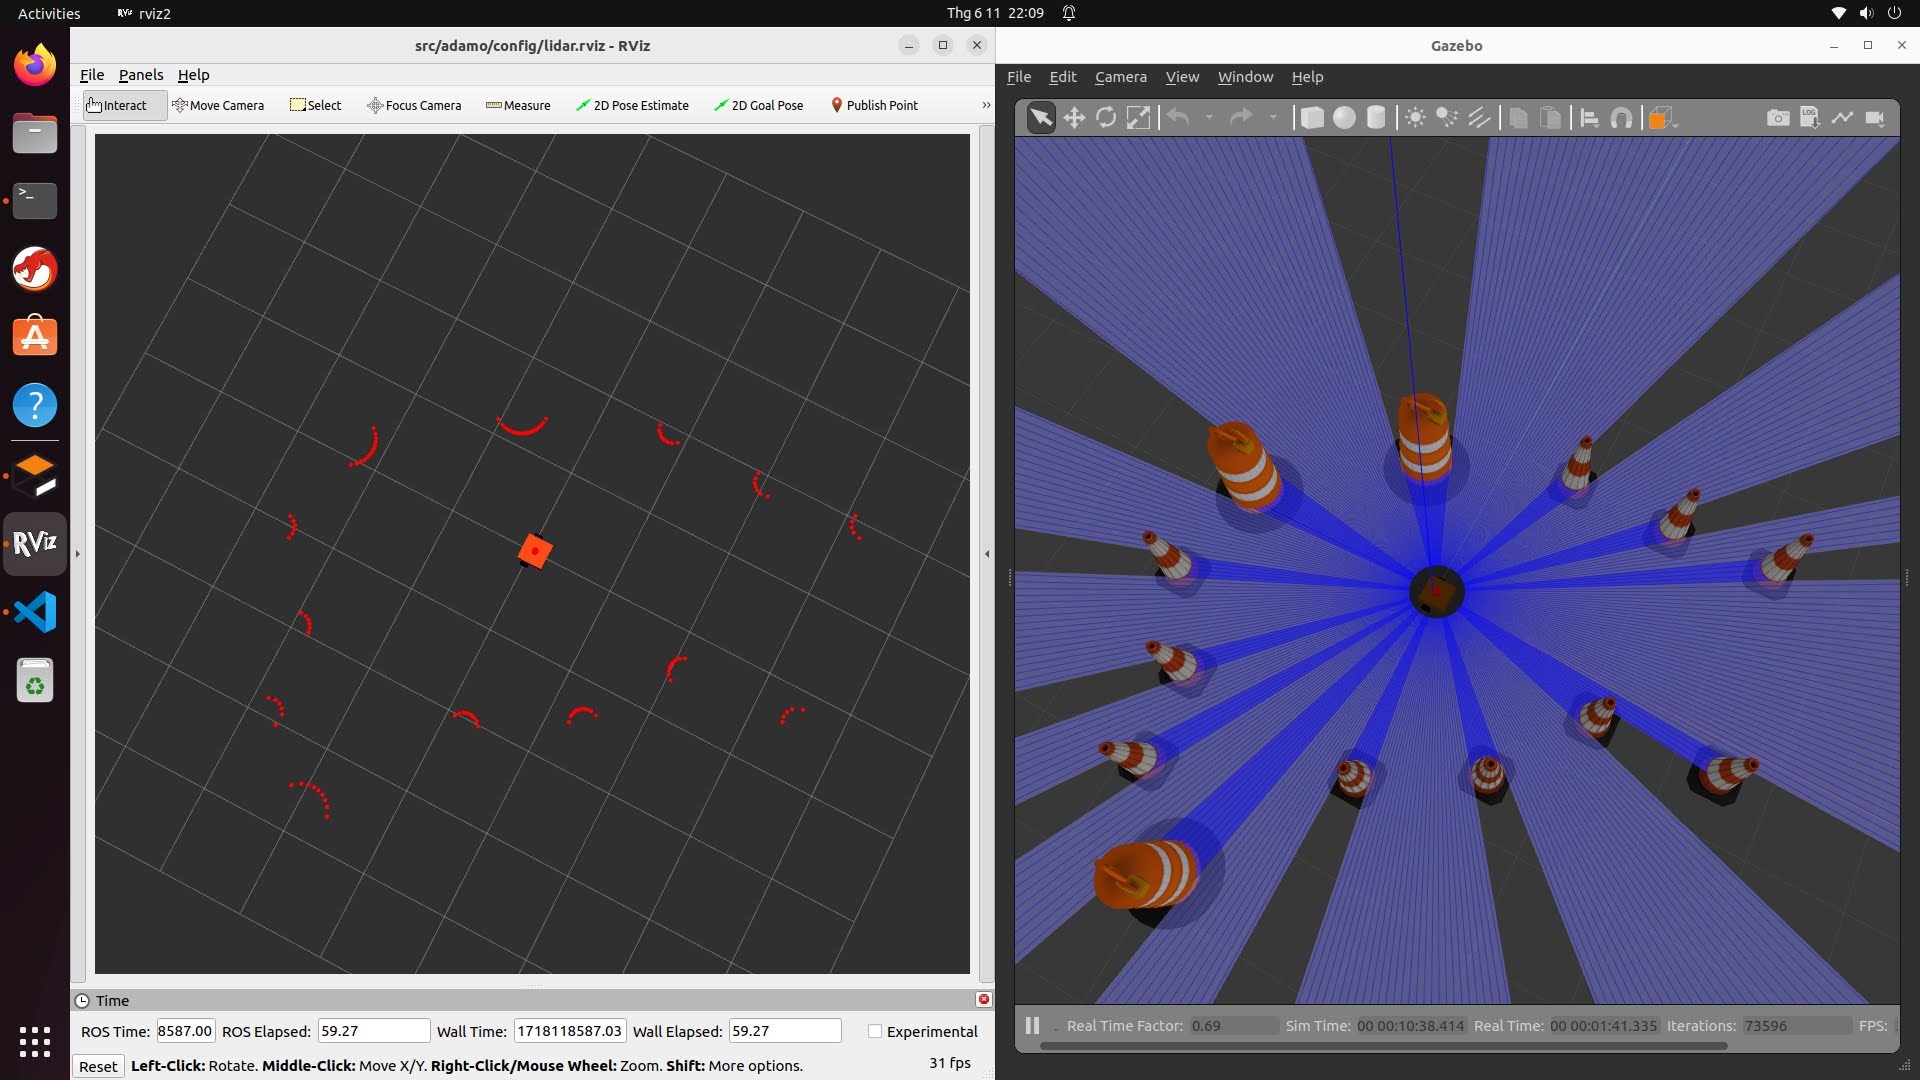 Activities
RViz rviz2
Thg 6 11 22:09
src/adamo/config/lidar.rviz - RViz
File Panels Help
Interact Move Camera Select Focus Camera Measure 2D Pose Estimate 2D Goal Pose Publish Point »
RViz
Time
ROS Time: 8587.00 ROS Elapsed: 59.27 Wall Time: 1718118587.03 Wall Elapsed: 59.27 Experimental
Reset Left-Click: Rotate. Middle-Click: Move X/Y. Right-Click/Mouse Wheel: Zoom. Shift: More options. 31 fps
Gazebo
File Edit Camera View Window Help
LOG
Real Time Factor: 0.69 Sim Time: 00 00:10:38.414 Real Time: 00 00:01:41.335 Iterations: 73596 FPS: